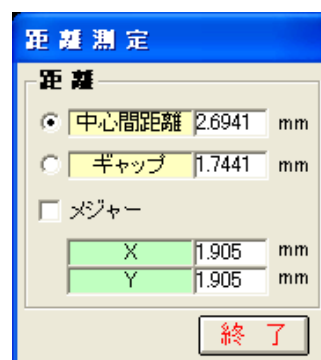 距離測定
距離
中心間距離 2.6941 mm
ギャップ 1.7441 mm
メジャー
X 1.905 mm
Y 1.905 mm
終 了